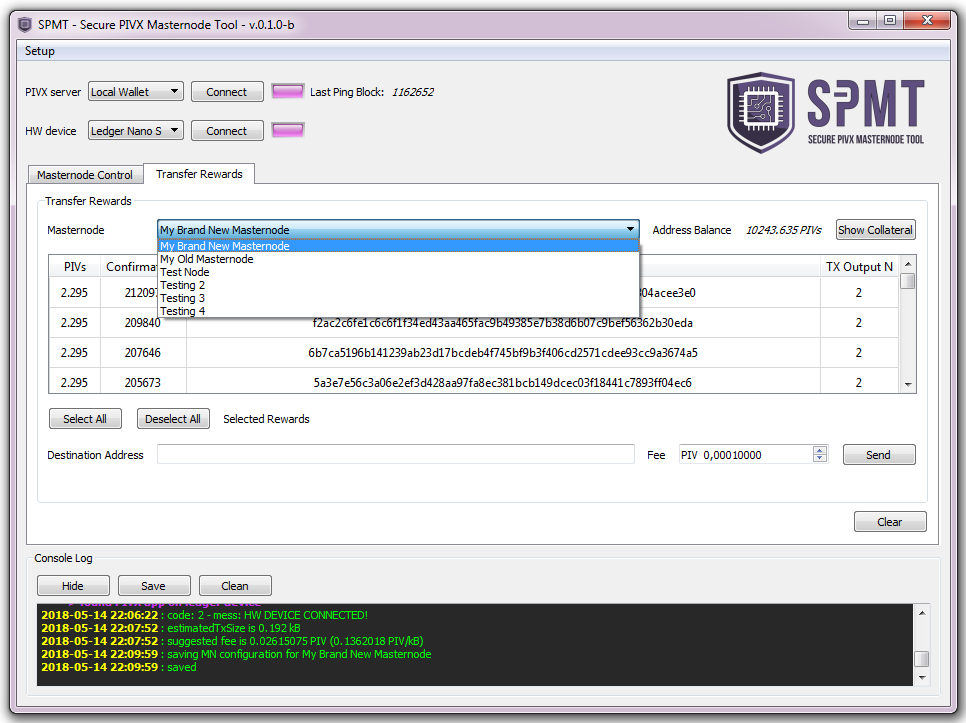 SPMT - Secure PIVX Masternode Tool - v.0.1.0-b
Setup
PIVX server Local Wallet Connect Last Ping Block: 1162652
HW device Ledger Nano S Connect
SPMT
SECURE PIVX MASTERNODE TOOL
Masternode Control Transfer Rewards
Transfer Rewards
Masternode My Brand New Masternode Address Balance 10243.635 PIVs Show Collateral
My Brand New Masternode
My Old Masternode
Test Node
Testing 2
Testing 3
Testing 4
PIVs TX Output N
2.295 2
2.295 209840 f2ac2c6fe1c6c6f1f34ed43aa465fac9b49385e7b38d6b07c9bef56362b30eda 2
2.295 207646 6b7ca5196b141239ab23d17bcdeb4f745bf9b3f406cd2571cdee93cc9a3674a5 2
2.295 205673 5a3e7e56c3a06e2ef3d428aa97fa8ec381bcb149dcec03f18441c7893ff04ec6 2
Select All Deselect All Selected Rewards
Destination Address Fee PIV 0,00010000 Send
Clear
Console Log
Hide Save Clean
2018-05-14 22:06:22 : code: 2 - mess: HW DEVICE CONNECTED!
2018-05-14 22:07:52 : estimatedTxSize is 0.192 kB
2018-05-14 22:07:52 : suggested fee is 0.02615075 PIV (0.1362018 PIV/kB)
2018-05-14 22:09:59 : saving MN configuration for My Brand New Masternode
2018-05-14 22:09:59 : saved